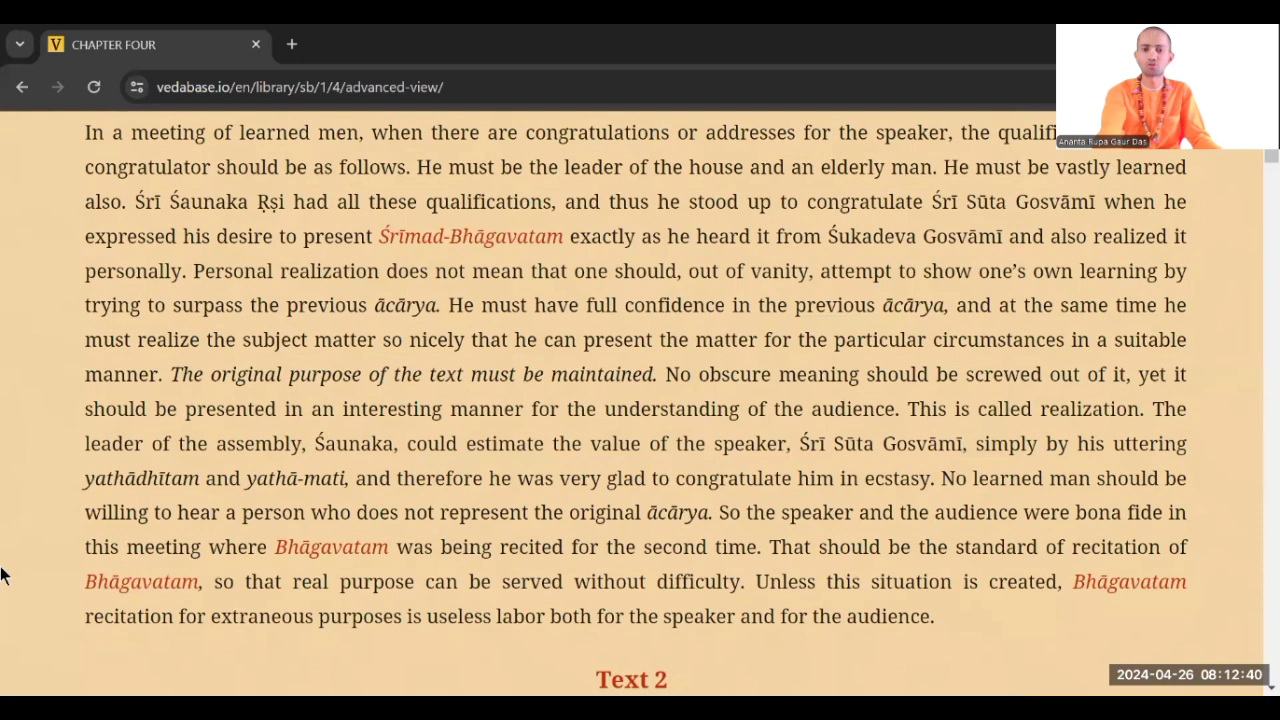 CHAPTER FOUR
vedabase.io/en/library/sb/1/4/advanced-view/
Ananta Rupa Gaur Das
In a meeting of learned men, when there are congratulations or addresses for the speaker, the
congratulator should be as follows. He must be the leader of the house and an elderly man. He must be vastly learned
also. Śrī Śaunaka Ṛṣi had all these qualifications, and thus he stood up to congratulate Śrī Sūta Gosvāmī when he
expressed his desire to present Śrīmad-Bhāgavatam exactly as he heard it from Śukadeva Gosvāmī and also realized it
personally. Personal realization does not mean that one should, out of vanity, attempt to show one’s own learning by
trying to surpass the previous ācārya. He must have full confidence in the previous ācārya, and at the same time he
must realize the subject matter so nicely that he can present the matter for the particular circumstances in a suitable
manner. The original purpose of the text must be maintained. No obscure meaning should be screwed out of it, yet it
should be presented in an interesting manner for the understanding of the audience. This is called realization. The
leader of the assembly, Śaunaka, could estimate the value of the speaker, Śrī Sūta Gosvāmī, simply by his uttering
yathādhītam and yathā-mati, and therefore he was very glad to congratulate him in ecstasy. No learned man should be
willing to hear a person who does not represent the original ācārya. So the speaker and the audience were bona fide in
this meeting where Bhāgavatam was being recited for the second time. That should be the standard of recitation of
Bhāgavatam, so that real purpose can be served without difficulty. Unless this situation is created, Bhāgavatam
recitation for extraneous purposes is useless labor both for the speaker and for the audience.
Text 2
2024-04-26 08:12:40